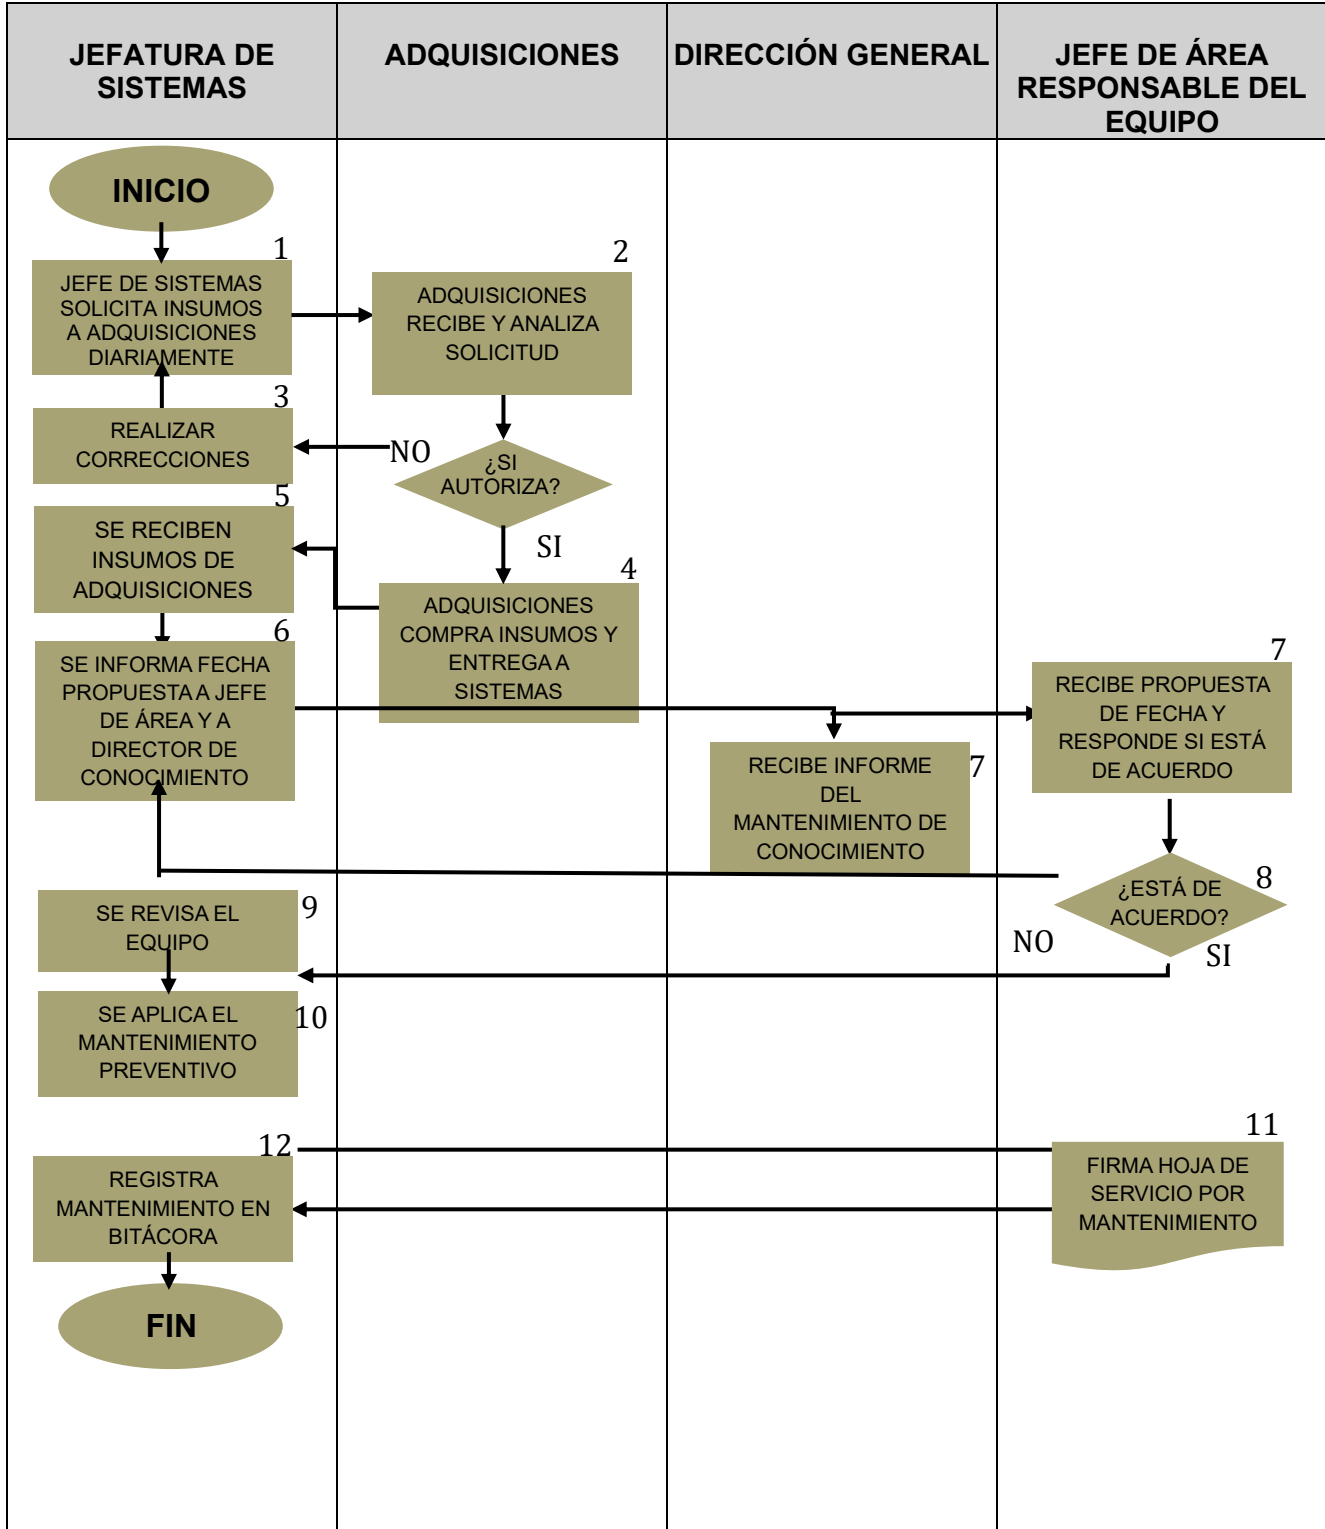 JEFATURA DE
SISTEMAS
ADQUISICIONES
DIRECCIÓN GENERAL
JEFE DE ÁREA
RESPONSABLE DEL
EQUIPO
INICIO
1
JEFE DE SISTEMAS
SOLICITA INSUMOS
A ADQUISICIONES
DIARIAMENTE
2
ADQUISICIONES
RECIBE Y ANALIZA
SOLICITUD
3
REALIZAR
CORRECCIONES
NO
¿SI
AUTORIZA?
SI
5
SE RECIBEN
INSUMOS DE
ADQUISICIONES
4
ADQUISICIONES
COMPRA INSUMOS Y
ENTREGA A
SISTEMAS
6
SE INFORMA FECHA
PROPUESTA A JEFE
DE ÁREA Y A
DIRECTOR DE
CONOCIMIENTO
7
RECIBE INFORME
DEL
MANTENIMIENTO DE
CONOCIMIENTO
7
RECIBE PROPUESTA
DE FECHA Y
RESPONDE SI ESTÁ
DE ACUERDO
8
¿ESTÁ DE
ACUERDO?
NO
SI
9
SE REVISA EL
EQUIPO
10
SE APLICA EL
MANTENIMIENTO
PREVENTIVO
11
FIRMA HOJA DE
SERVICIO POR
MANTENIMIENTO
12
REGISTRA
MANTENIMIENTO EN
BITÁCORA
FIN